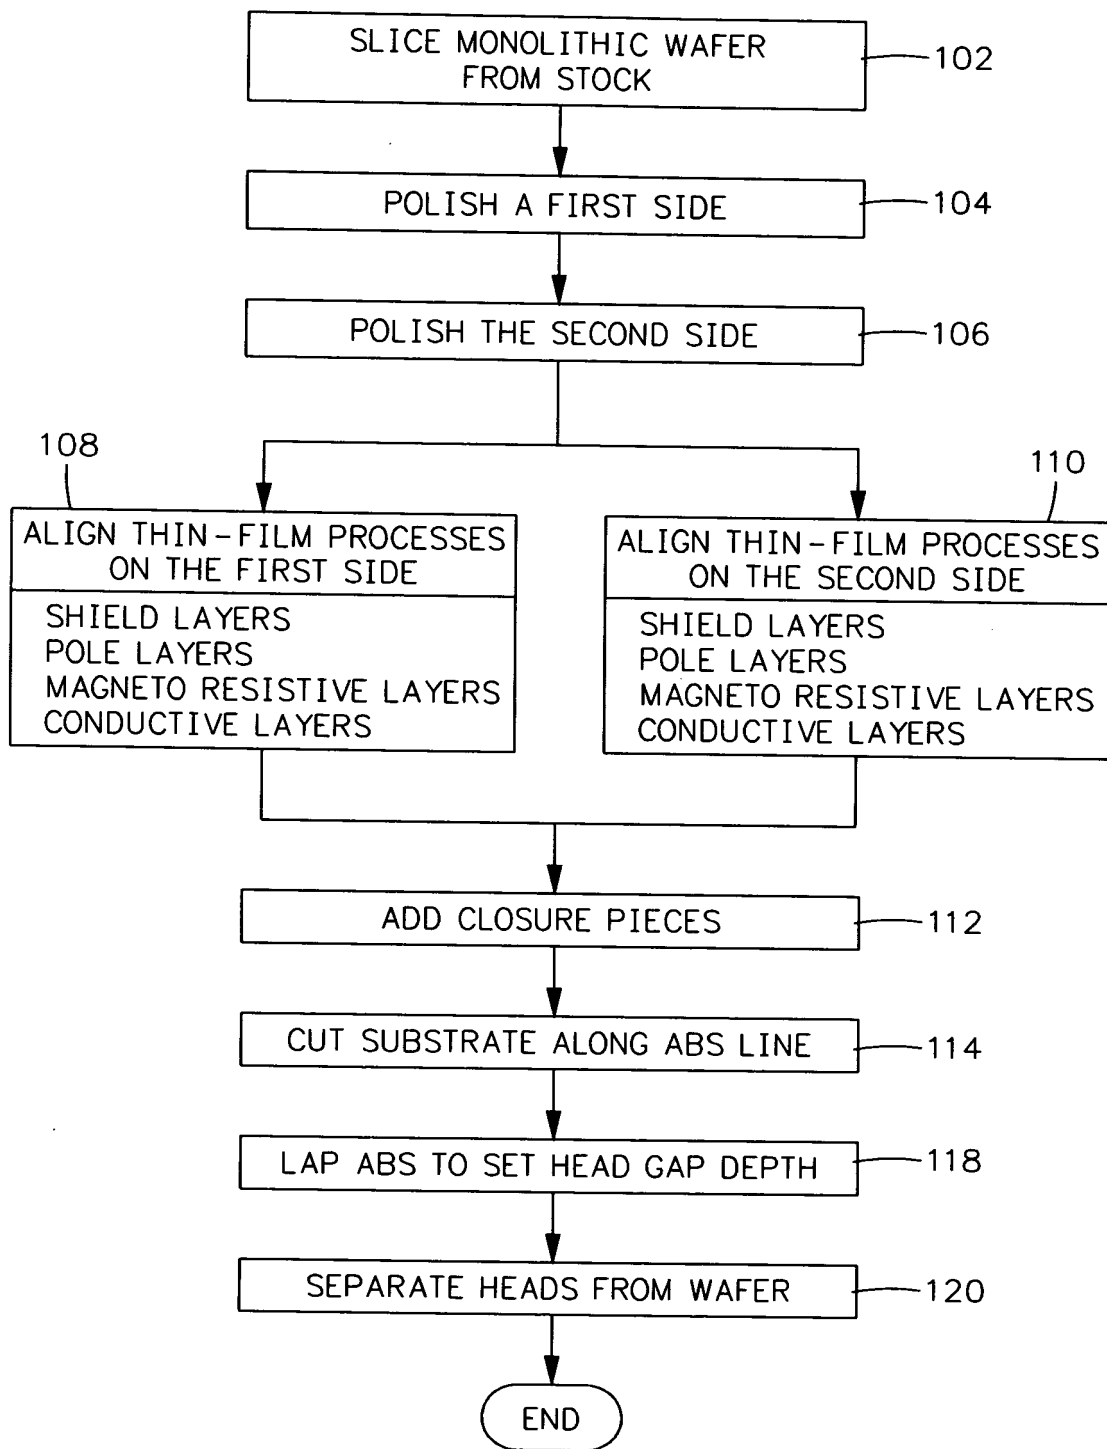 SLICE MONOLITHIC WAFER
FROM STOCK
102
POLISH A FIRST SIDE
104
POLISH THE SECOND SIDE
106
108
ALIGN THIN-FILM PROCESSES
ON THE FIRST SIDE
SHIELD LAYERS
POLE LAYERS
MAGNETO RESISTIVE LAYERS
CONDUCTIVE LAYERS
110
ALIGN THIN-FILM PROCESSES
ON THE SECOND SIDE
SHIELD LAYERS
POLE LAYERS
MAGNETO RESISTIVE LAYERS
CONDUCTIVE LAYERS
ADD CLOSURE PIECES
112
CUT SUBSTRATE ALONG ABS LINE
114
LAP ABS TO SET HEAD GAP DEPTH
118
SEPARATE HEADS FROM WAFER
120
END